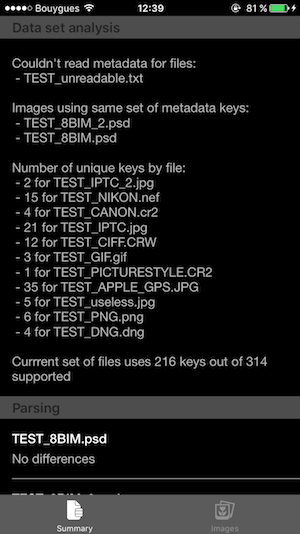 Bouygues 12:39 81 %
Data set analysis
Couldn't read metadata for files:
- TEST_unreadable.txt
Images using same set of metadata keys:
- TEST_8BIM_2.psd
- TEST_8BIM.psd
Number of unique keys by file:
- 2 for TEST_IPTC_2.jpg
- 15 for TEST_NIKON.nef
- 4 for TEST_CANON.cr2
- 21 for TEST_IPTC.jpg
- 12 for TEST_CIFF.CRW
- 3 for TEST_GIF.gif
- 1 for TEST_PICTURESTYLE.CR2
- 35 for TEST_APPLE_GPS.JPG
- 5 for TEST_useless.jpg
- 6 for TEST_PNG.png
- 4 for TEST_DNG.dng
Currrent set of files uses 216 keys out of 314
supported
Parsing
TEST_8BIM.psd
No differences
Summary Images